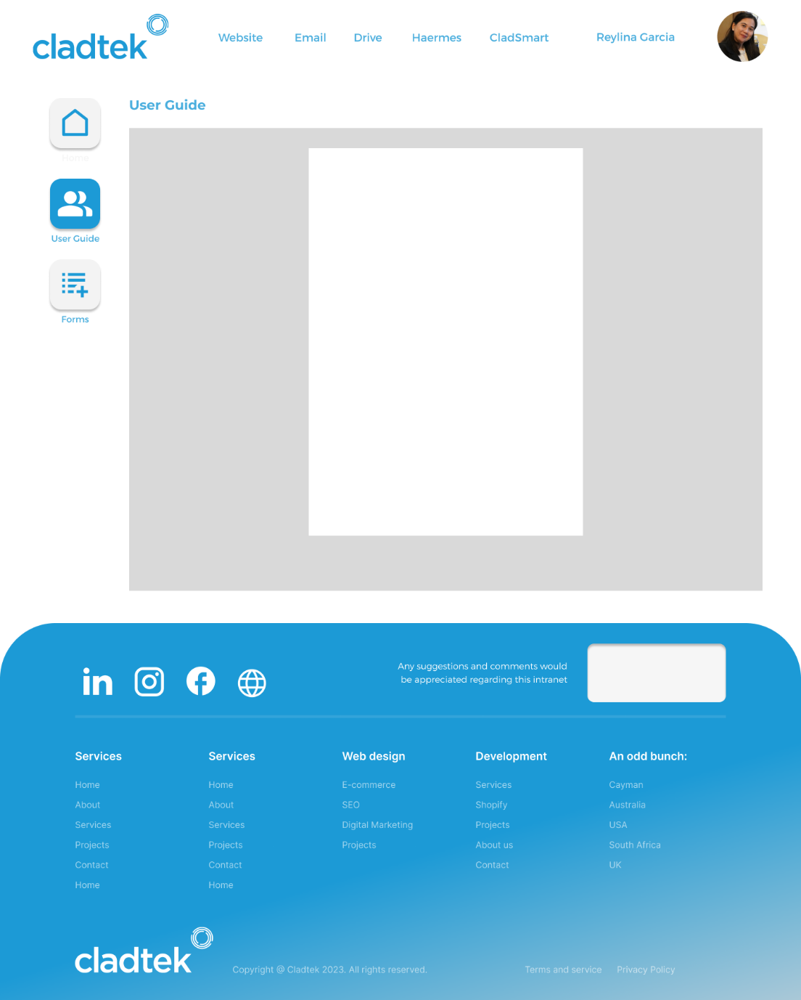 cladtek
Website Email Drive Haermes CladSmart Reylina Garcia
User Guide
Home
User Guide
Forms
Any suggestions and comments would
be appreciated regarding this intranet
Services
Home
About
Services
Projects
Contact
Home
Services
Home
About
Services
Projects
Contact
Home
Web design
E-commerce
SEO
Digital Marketing
Projects
Development
Services
Shopify
Projects
About us
Contact
An odd bunch:
Cayman
Australia
USA
South Africa
UK
cladtek
Copyright @ Cladtek 2023. All rights reserved.
Terms and service Privacy Policy